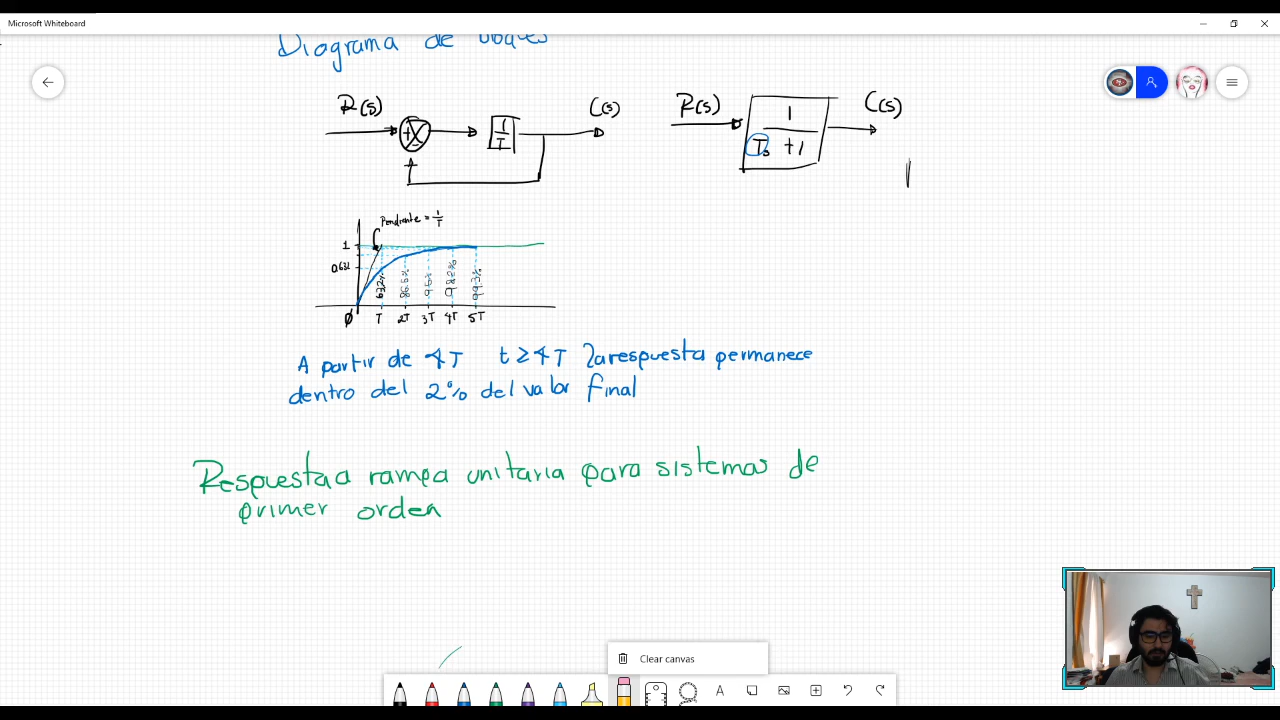 Microsoft Whiteboard
Diagrama de
R(s)
+
-
1
T
C(s)
R(s)
1
Ts +1
C(s)
Pendiente = 1/T
1
0.632
63.2%
86.5%
95%
98.2%
99.3%
0
T
2T
3T
4T
5T
A partir de 4T t ≥ 4T la respuesta permanece
dentro del 2% del valor final
Respuesta a rampa unitaria para sistemas de
primer orden
Clear canvas
A